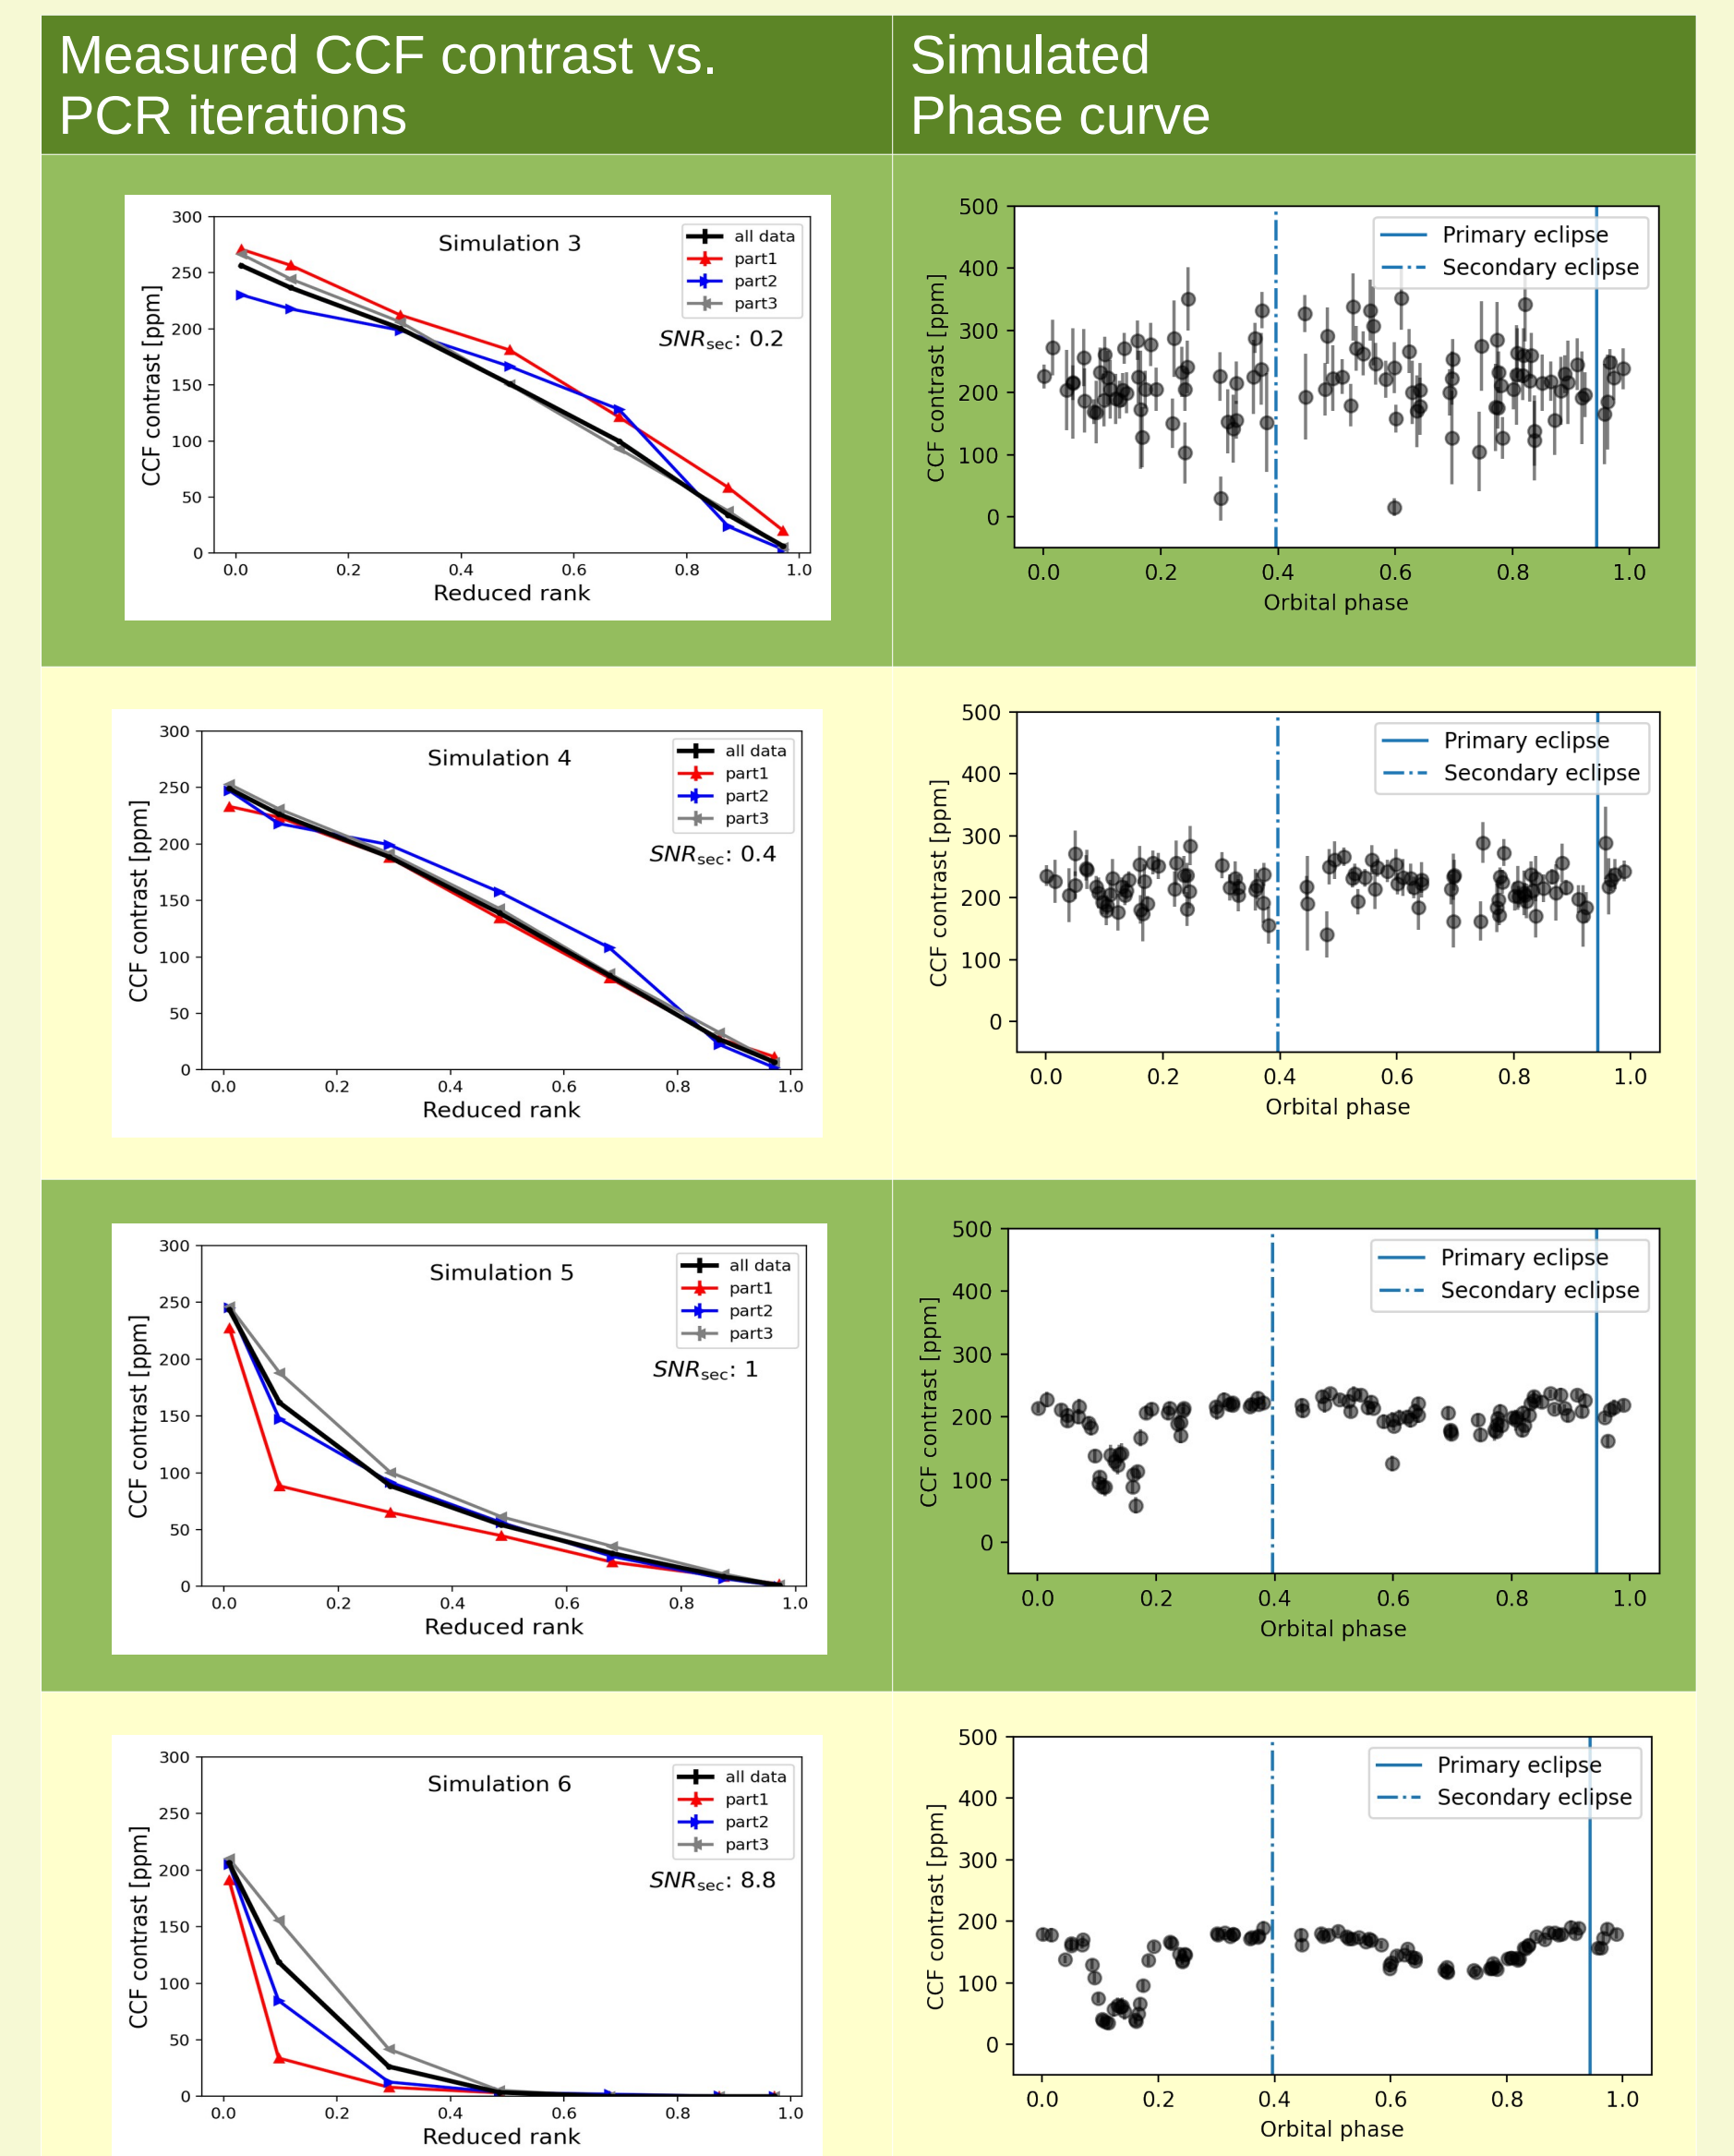 Measured CCF contrast vs.
PCR iterations
Simulated
Phase curve
Simulation 3
all data
part1
part2
part3
SNRsec: 0.2
300
250
200
150
100
50
0
CCF contrast [ppm]
0.0 0.2 0.4 0.6 0.8 1.0
Reduced rank
Primary eclipse
Secondary eclipse
500
400
300
200
100
0
CCF contrast [ppm]
0.0 0.2 0.4 0.6 0.8 1.0
Orbital phase
Simulation 4
all data
part1
part2
part3
SNRsec: 0.4
300
250
200
150
100
50
0
CCF contrast [ppm]
0.0 0.2 0.4 0.6 0.8 1.0
Reduced rank
Primary eclipse
Secondary eclipse
500
400
300
200
100
0
CCF contrast [ppm]
0.0 0.2 0.4 0.6 0.8 1.0
Orbital phase
Simulation 5
all data
part1
part2
part3
SNRsec: 1
300
250
200
150
100
50
0
CCF contrast [ppm]
0.0 0.2 0.4 0.6 0.8 1.0
Reduced rank
Primary eclipse
Secondary eclipse
500
400
300
200
100
0
CCF contrast [ppm]
0.0 0.2 0.4 0.6 0.8 1.0
Orbital phase
Simulation 6
all data
part1
part2
part3
SNRsec: 8.8
300
250
200
150
100
50
0
CCF contrast [ppm]
0.0 0.2 0.4 0.6 0.8 1.0
Reduced rank
Primary eclipse
Secondary eclipse
500
400
300
200
100
0
CCF contrast [ppm]
0.0 0.2 0.4 0.6 0.8 1.0
Orbital phase